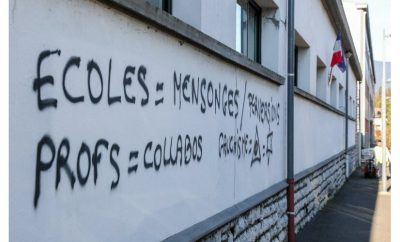 ECOLES = MENSONGES / PERVERSIONS
PROFS = COLLABOS